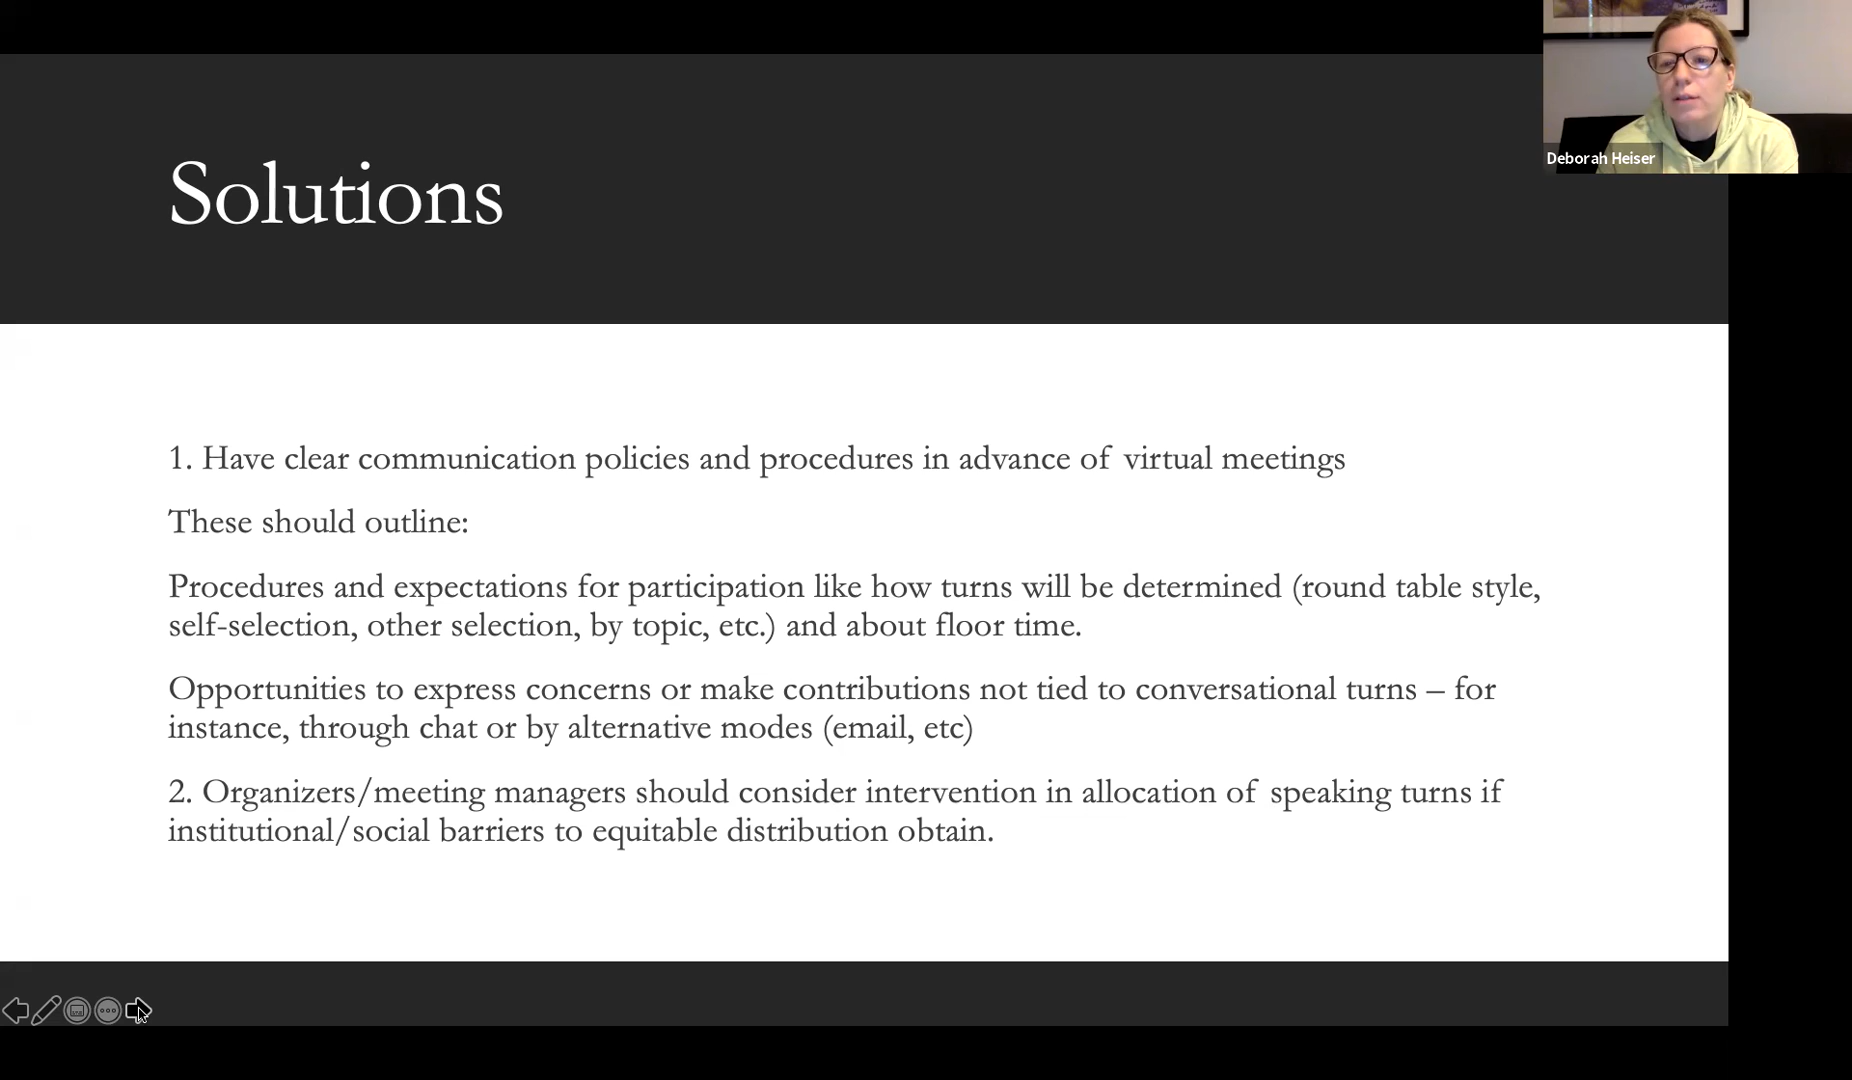 Solutions
Deborah Heiser
1. Have clear communication policies and procedures in advance of virtual meetings
These should outline:
Procedures and expectations for participation like how turns will be determined (round table style,
self-selection, other selection, by topic, etc.) and about floor time.
Opportunities to express concerns or make contributions not tied to conversational turns – for
instance, through chat or by alternative modes (email, etc)
2. Organizers/meeting managers should consider intervention in allocation of speaking turns if
institutional/social barriers to equitable distribution obtain.